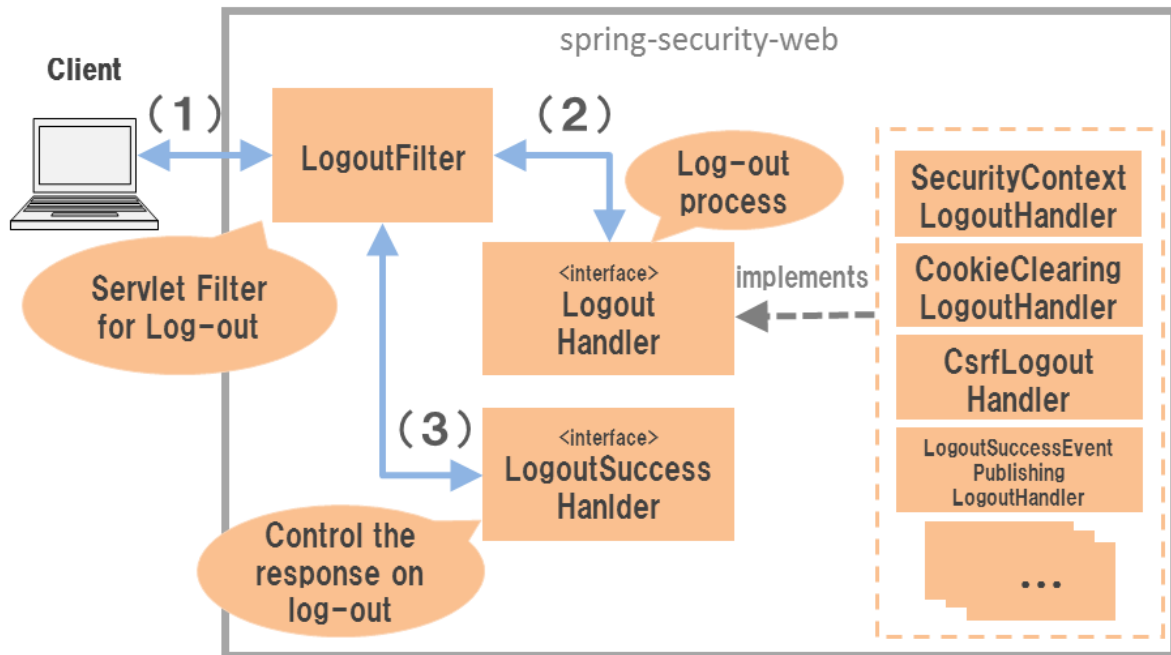 spring-security-web
Client
(1)
LogoutFilter
(2)
Log-out
process
Servlet Filter
for Log-out
<interface>
Logout
Handler
implements
SecurityContext
LogoutHandler
CookieClearing
LogoutHandler
CsrfLogout
Handler
LogoutSuccessEvent
Publishing
LogoutHandler
...
(3)
<interface>
LogoutSuccess
Hanlder
Control the
response on
log-out